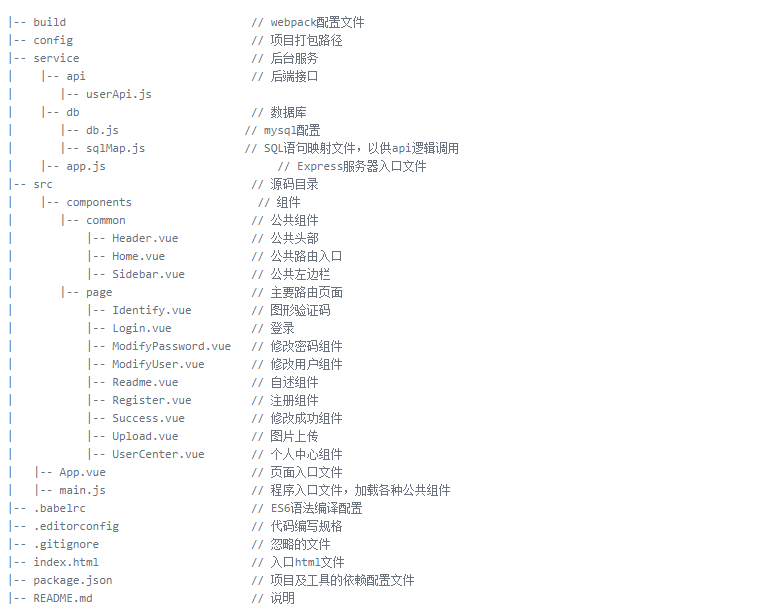 |-- build                            // webpack配置文件
|-- config                           // 项目打包路径
|-- service                          // 后台服务
|    |-- api                         // 后端接口
|       |-- userApi.js
|    |-- db                          // 数据库
|       |-- db.js                   // mysql配置
|       |-- sqlMap.js               // SQL语句映射文件，以供api逻辑调用
|    |-- app.js                          // Express服务器入口文件
|-- src                              // 源码目录
|    |-- components                   // 组件
|       |-- common                   // 公共组件
|           |-- Header.vue           // 公共头部
|           |-- Home.vue             // 公共路由入口
|           |-- Sidebar.vue          // 公共左边栏
|       |-- page                     // 主要路由页面
|           |-- Identify.vue         // 图形验证码
|           |-- Login.vue            // 登录
|           |-- ModifyPassword.vue   // 修改密码组件
|           |-- ModifyUser.vue       // 修改用户组件
|           |-- Readme.vue           // 自述组件
|           |-- Register.vue         // 注册组件
|           |-- Success.vue          // 修改成功组件
|           |-- Upload.vue           // 图片上传
|           |-- UserCenter.vue       // 个人中心组件
|   |-- App.vue                      // 页面入口文件
|   |-- main.js                      // 程序入口文件，加载各种公共组件
|-- .babelrc                         // ES6语法编译配置
|-- .editorconfig                    // 代码编写规格
|-- .gitignore                       // 忽略的文件
|-- index.html                       // 入口html文件
|-- package.json                     // 项目及工具的依赖配置文件
|-- README.md                        // 说明